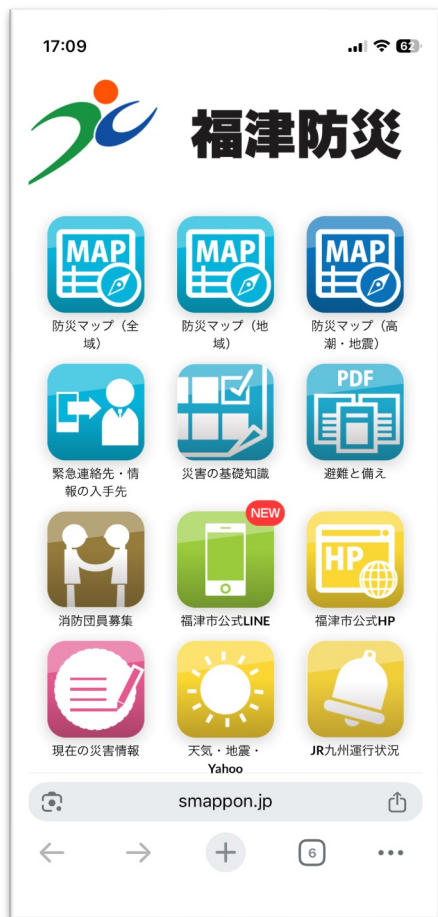 17:09
62
福津防災
MAP
MAP
MAP
防災マップ（全
域）
防災マップ（地
域）
防災マップ（高
潮・地震）
PDF
緊急連絡先・情
報の入手先
災害の基礎知識
避難と備え
NEW
HP
消防団員募集
福津市公式LINE
福津市公式HP
現在の災害情報
天気・地震・
Yahoo
JR九州運行状況
smappon.jp
6